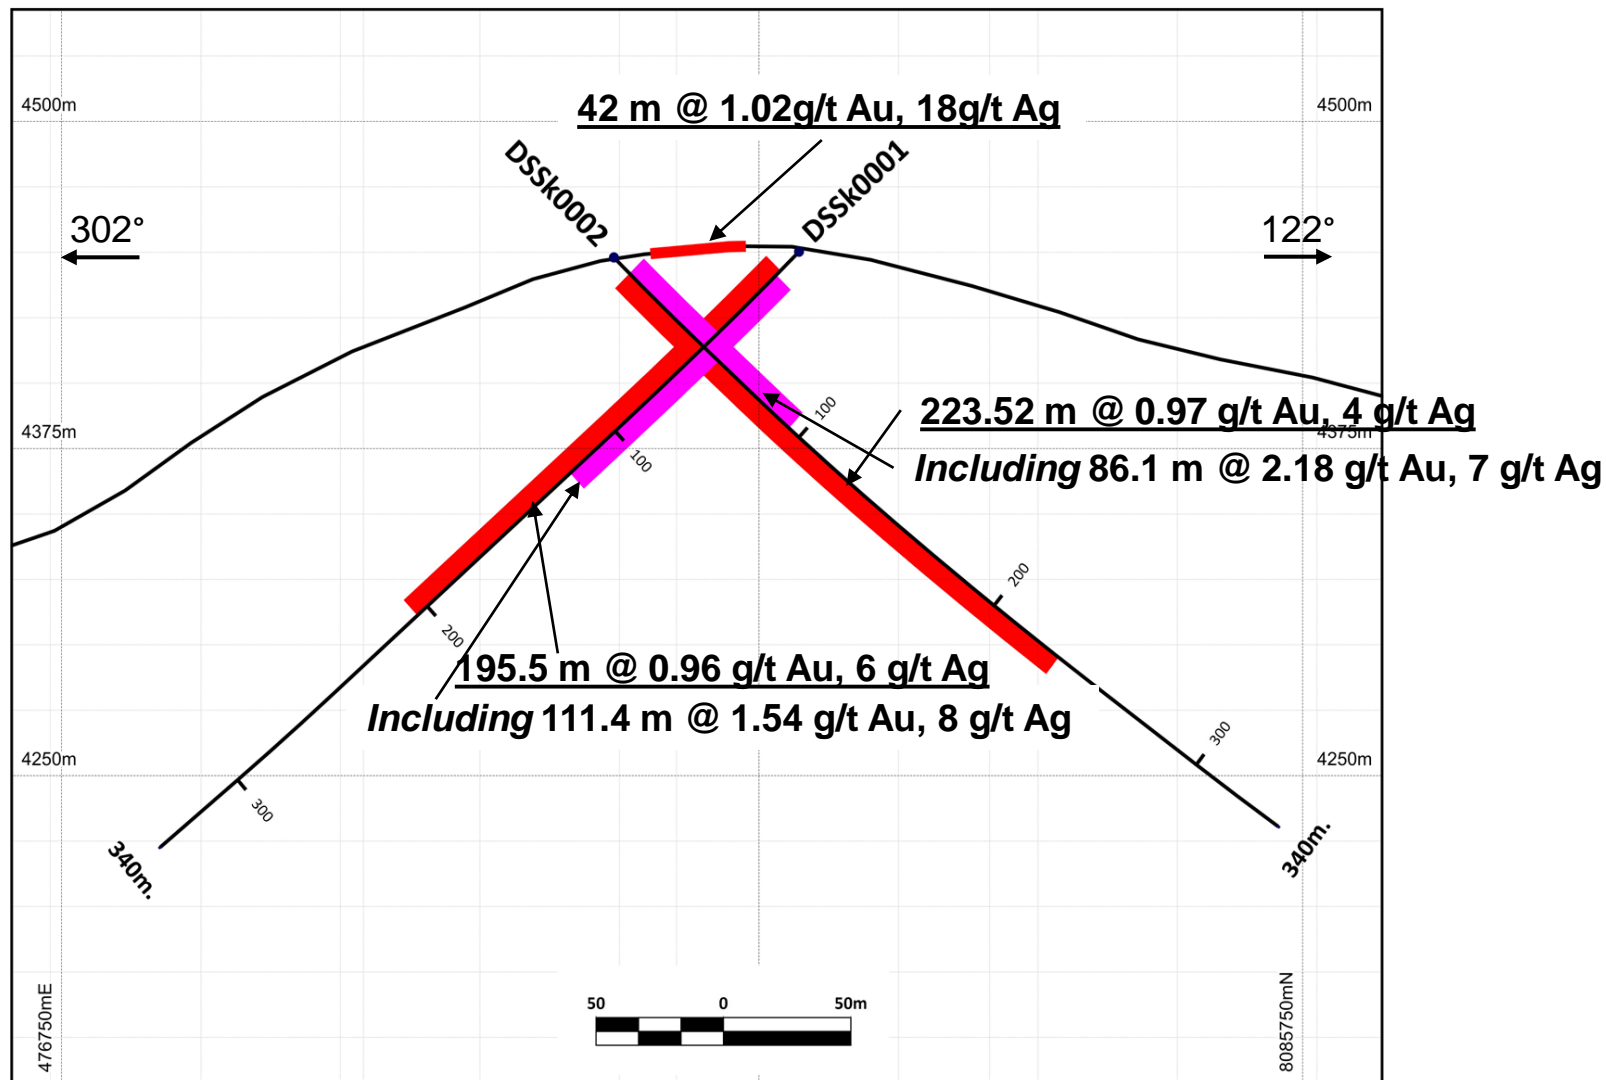 42 m @ 1.02g/t Au, 18g/t Ag
4500m
4500m
DSSk0002
DSSk0001
302°
122°
223.52 m @ 0.97 g/t Au, 4 g/t Ag
100
4375m
4375m
Including 86.1 m @ 2.18 g/t Au, 7 g/t Ag
100
200
200
195.5 m @ 0.96 g/t Au, 6 g/t Ag
Including 111.4 m @ 1.54 g/t Au, 8 g/t Ag
300
4250m
4250m
300
340m.
340m.
476750mE
50 0 50m
8085750mN